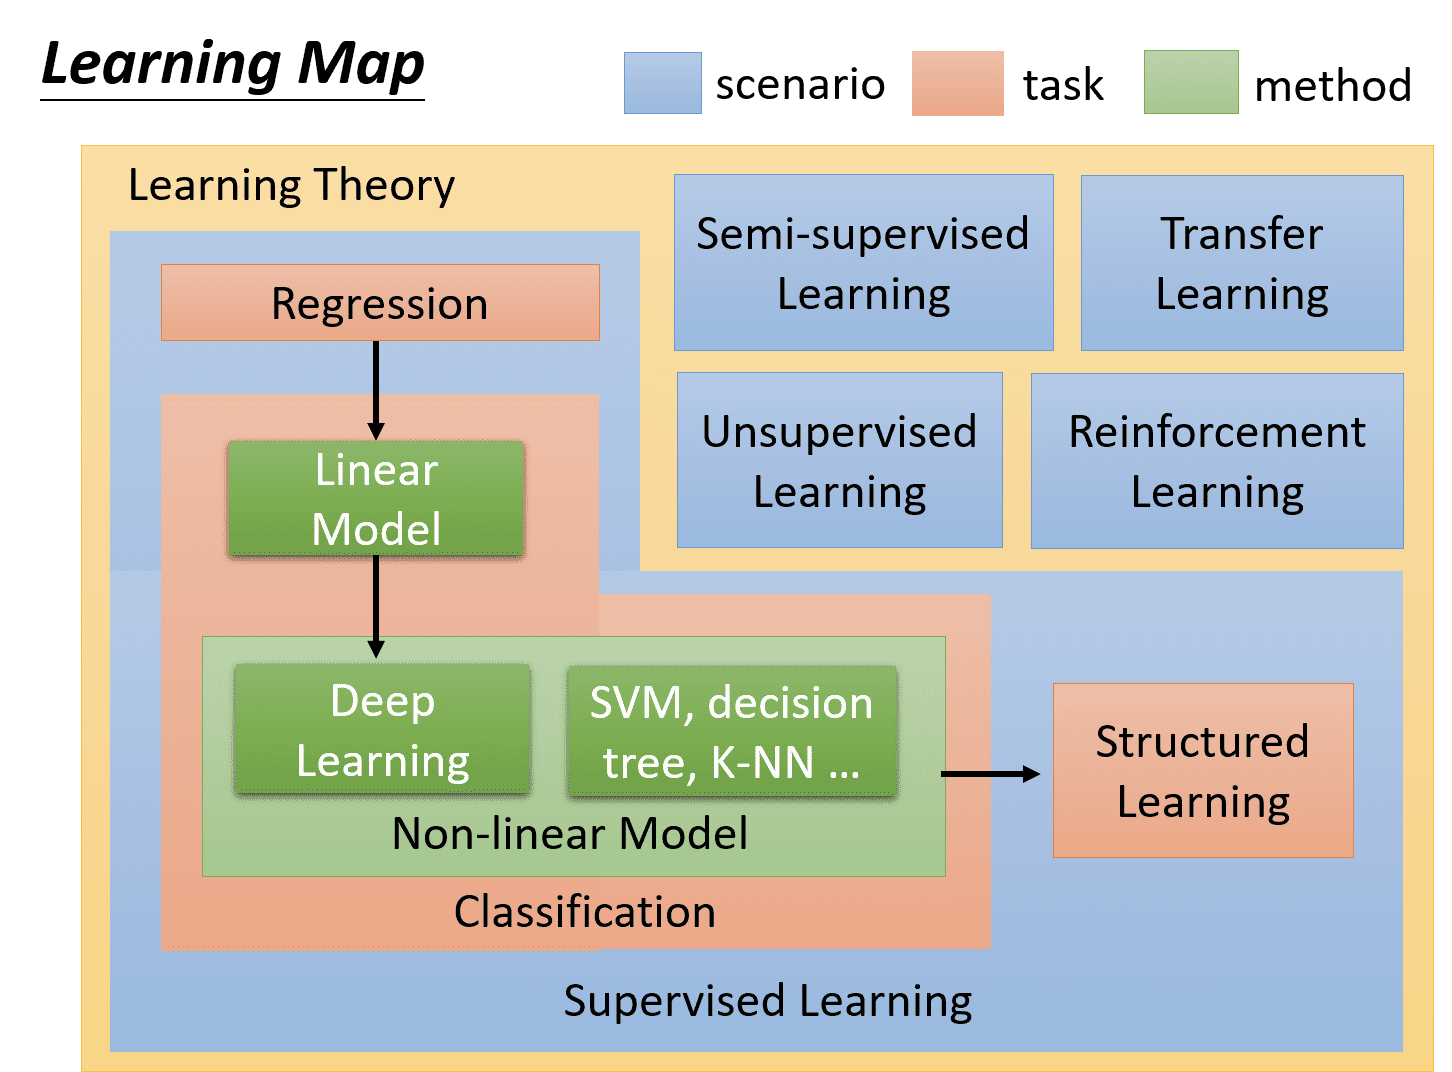 Learning Map
scenario
task
method
Learning Theory
Regression
Linear
Model
Deep
Learning
SVM, decision
tree, K-NN ...
Non-linear Model
Classification
Supervised Learning
Structured
Learning
Semi-supervised
Learning
Transfer
Learning
Unsupervised
Learning
Reinforcement
Learning